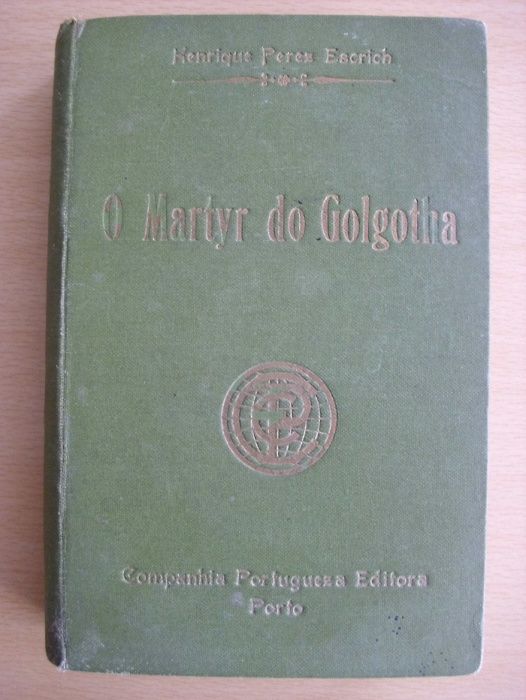 Henrique Perez Escrich
O Martyr do Golgotha
Companhia Portugueza Editora
Porto